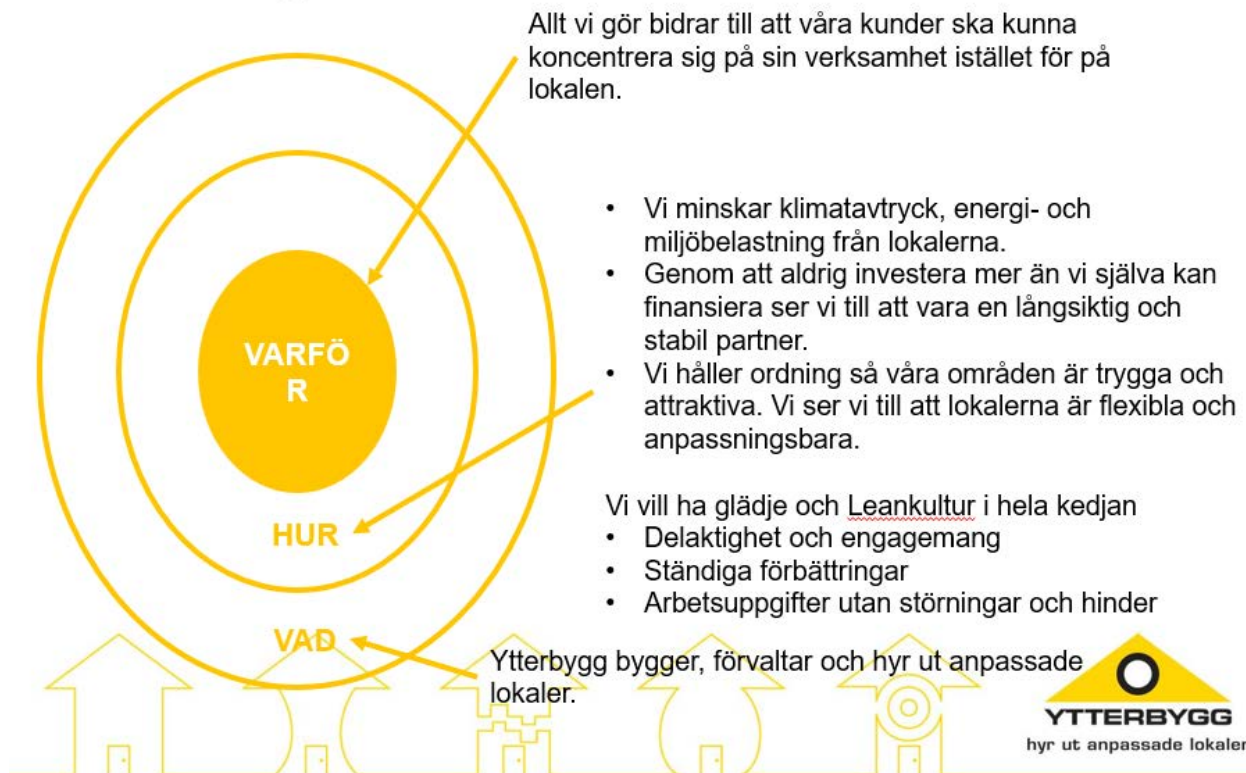 Allt vi gör bidrar till att våra kunder ska kunna
koncentrera sig på sin verksamhet istället för på
lokalen.
• Vi minskar klimatavtryck, energi- och
miljöbelastning från lokalerna.
• Genom att aldrig investera mer än vi själva kan
finansiera ser vi till att vara en långsiktig och
stabil partner.
• Vi håller ordning så våra områden är trygga och
attraktiva. Vi ser vi till att lokalerna är flexibla och
anpassningsbara.
VARFÖ
R
HUR
Vi vill ha glädje och Leankultur i hela kedjan
• Delaktighet och engagemang
• Ständiga förbättringar
• Arbetsuppgifter utan störningar och hinder
VAD
Ytterbygg bygger, förvaltar och hyr ut anpassade
lokaler.
YTTERBYGG
hyr ut anpassade lokaler